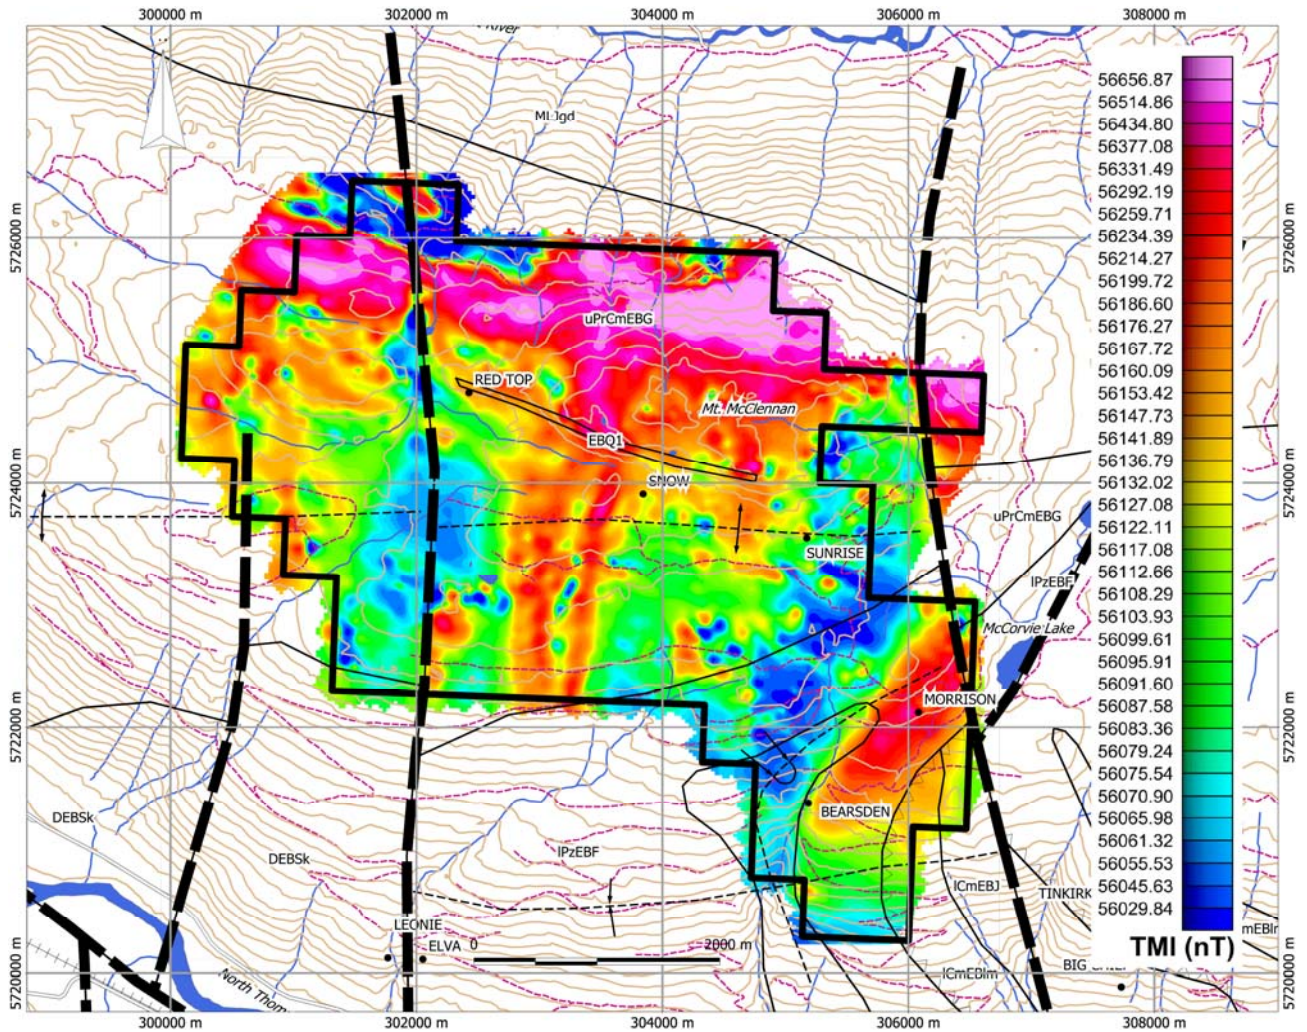 300000 m
302000 m
304000 m
306000 m
308000 m
River
MLJgd
5726000 m
5726000 m
uPrCmEBG
RED TOP
Mt. McClennan
EBQ1
SNOW
5724000 m
5724000 m
uPrCmEBG
SUNRISE
lPzEBF
McCorvie Lake
MORRISON
5722000 m
5722000 m
BEARSDEN
DEBSk
DEBSk
lPzEBF
lCmEBJ
TINKIRK
LEONIE
ELVA
0
2000 m
lCmEBlm
BIG
5720000 m
5720000 m
North Thom
300000 m
302000 m
304000 m
306000 m
308000 m
56656.87
56514.86
56434.80
56377.08
56331.49
56292.19
56259.71
56234.39
56214.27
56199.72
56186.60
56176.27
56167.72
56160.09
56153.42
56147.73
56141.89
56136.79
56132.02
56127.08
56122.11
56117.08
56112.66
56108.29
56103.93
56099.61
56095.91
56091.60
56087.58
56083.36
56079.24
56075.54
56070.90
56065.98
56061.32
56055.53
56045.63
56029.84
TMI (nT)